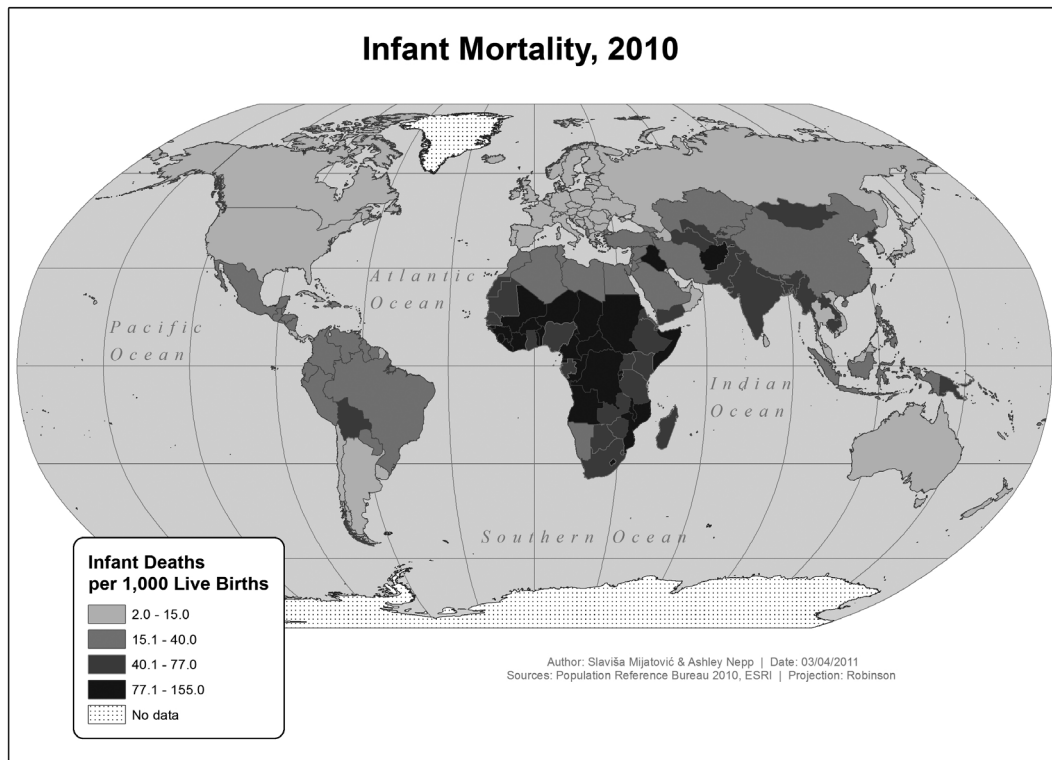 Infant Mortality, 2010
Atlantic
Ocean
Pacific
Ocean
Indian
Ocean
Southern Ocean
Infant Deaths
per 1,000 Live Births
2.0 - 15.0
15.1 - 40.0
40.1 - 77.0
77.1 - 155.0
No data
Author: Slaviša Mijatović & Ashley Nepp | Date: 03/04/2011
Sources: Population Reference Bureau 2010, ESRI | Projection: Robinson